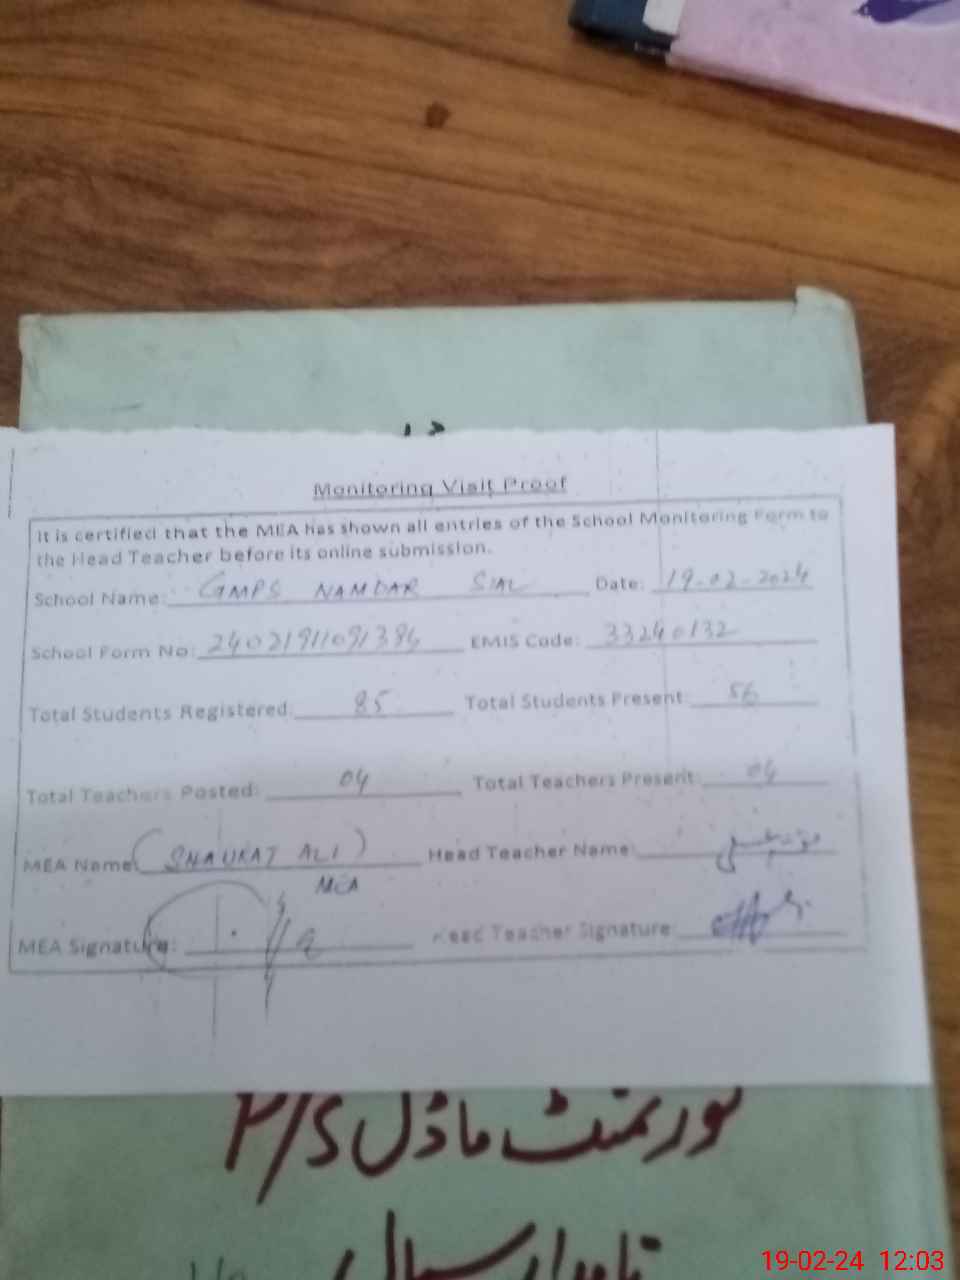 Monitoring Visit Proof
It is certified that the MEA has shown all entries of the School Monitoring Form to
the Head Teacher before its online submission.
School Name: GMPS NAMDAR SIAL Date: 19-02-2024
School Form No: 24021911091384 EMIS Code: 33240132
Total Students Registered: 85 Total Students Present: 56
Total Teachers Posted: 04 Total Teachers Present: 04
MEA Name: (SHAUKAT ALI)
MEA
Head Teacher Name:
MEA Signature: Head Teacher Signature:
گورنمنٹ ماڈل P/S
نامدار سیال
19-02-24 12:03